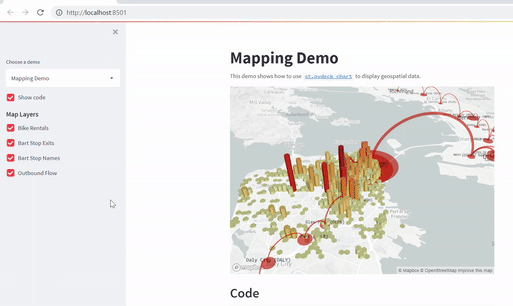 http://localhost:8501
Choose a demo
Mapping Demo
Show code
Map Layers
Bike Rentals
Bart Stop Exits
Bart Stop Names
Outbound Flow
Mapping Demo
This demo shows how to use st.pydeck_chart to display geospatial data.
Richmond
Daly City (DALY)
mapbox
© Mapbox © OpenStreetMap Improve this map
Code